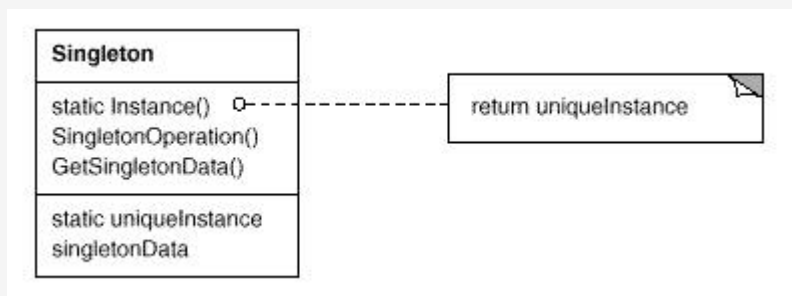 Singleton
static Instance()
SingletonOperation()
GetSingletonData()
static uniqueInstance
singletonData
return uniqueInstance